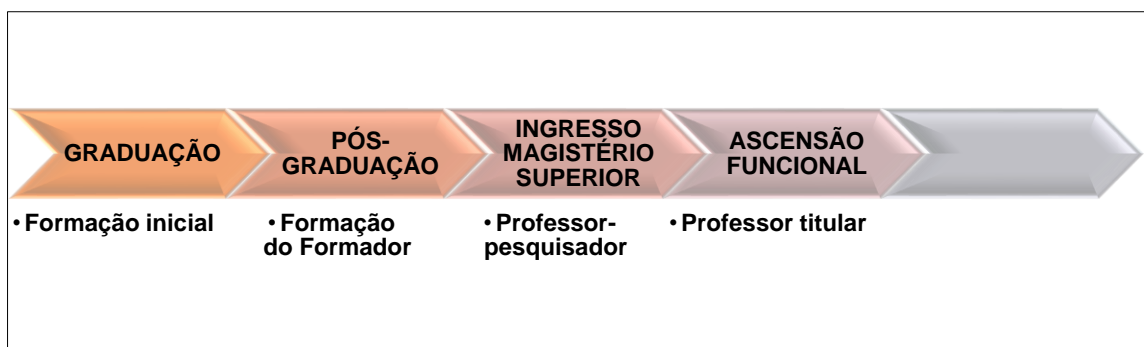 GRADUAÇÃO
PÓS-
GRADUAÇÃO
INGRESSO
MAGISTÉRIO
SUPERIOR
ASCENSÃO
FUNCIONAL
• Formação inicial
• Formação
do Formador
• Professor-
pesquisador
• Professor titular